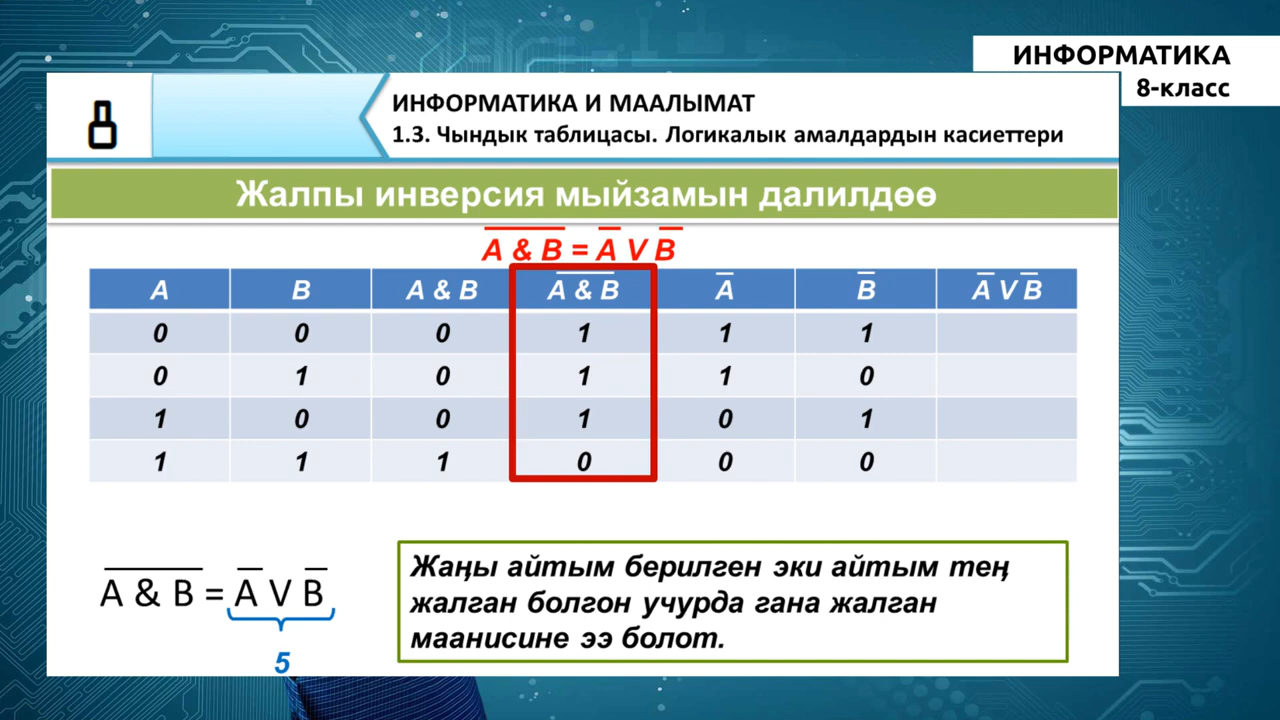 ИНФОРМАТИКА
8-класс
8
ИНФОРМАТИКА И МААЛЫМАТ
1.3. Чындык таблицасы. Логикалык амалдардын касиеттери
Жалпы инверсия мыйзамын далилдөө
A̅ ̅&̅ ̅B̅ = A̅ V B̅
A B A & B A̅ ̅&̅ ̅B̅ A̅ B̅ A̅ V B̅
0 0 0 1 1 1
0 1 0 1 1 0
1 0 0 1 0 1
1 1 1 0 0 0
A̅ ̅&̅ ̅B̅ = A̅ V B̅
5
Жаңы айтым берилген эки айтым тең
жалган болгон учурда гана жалган
маанисине ээ болот.